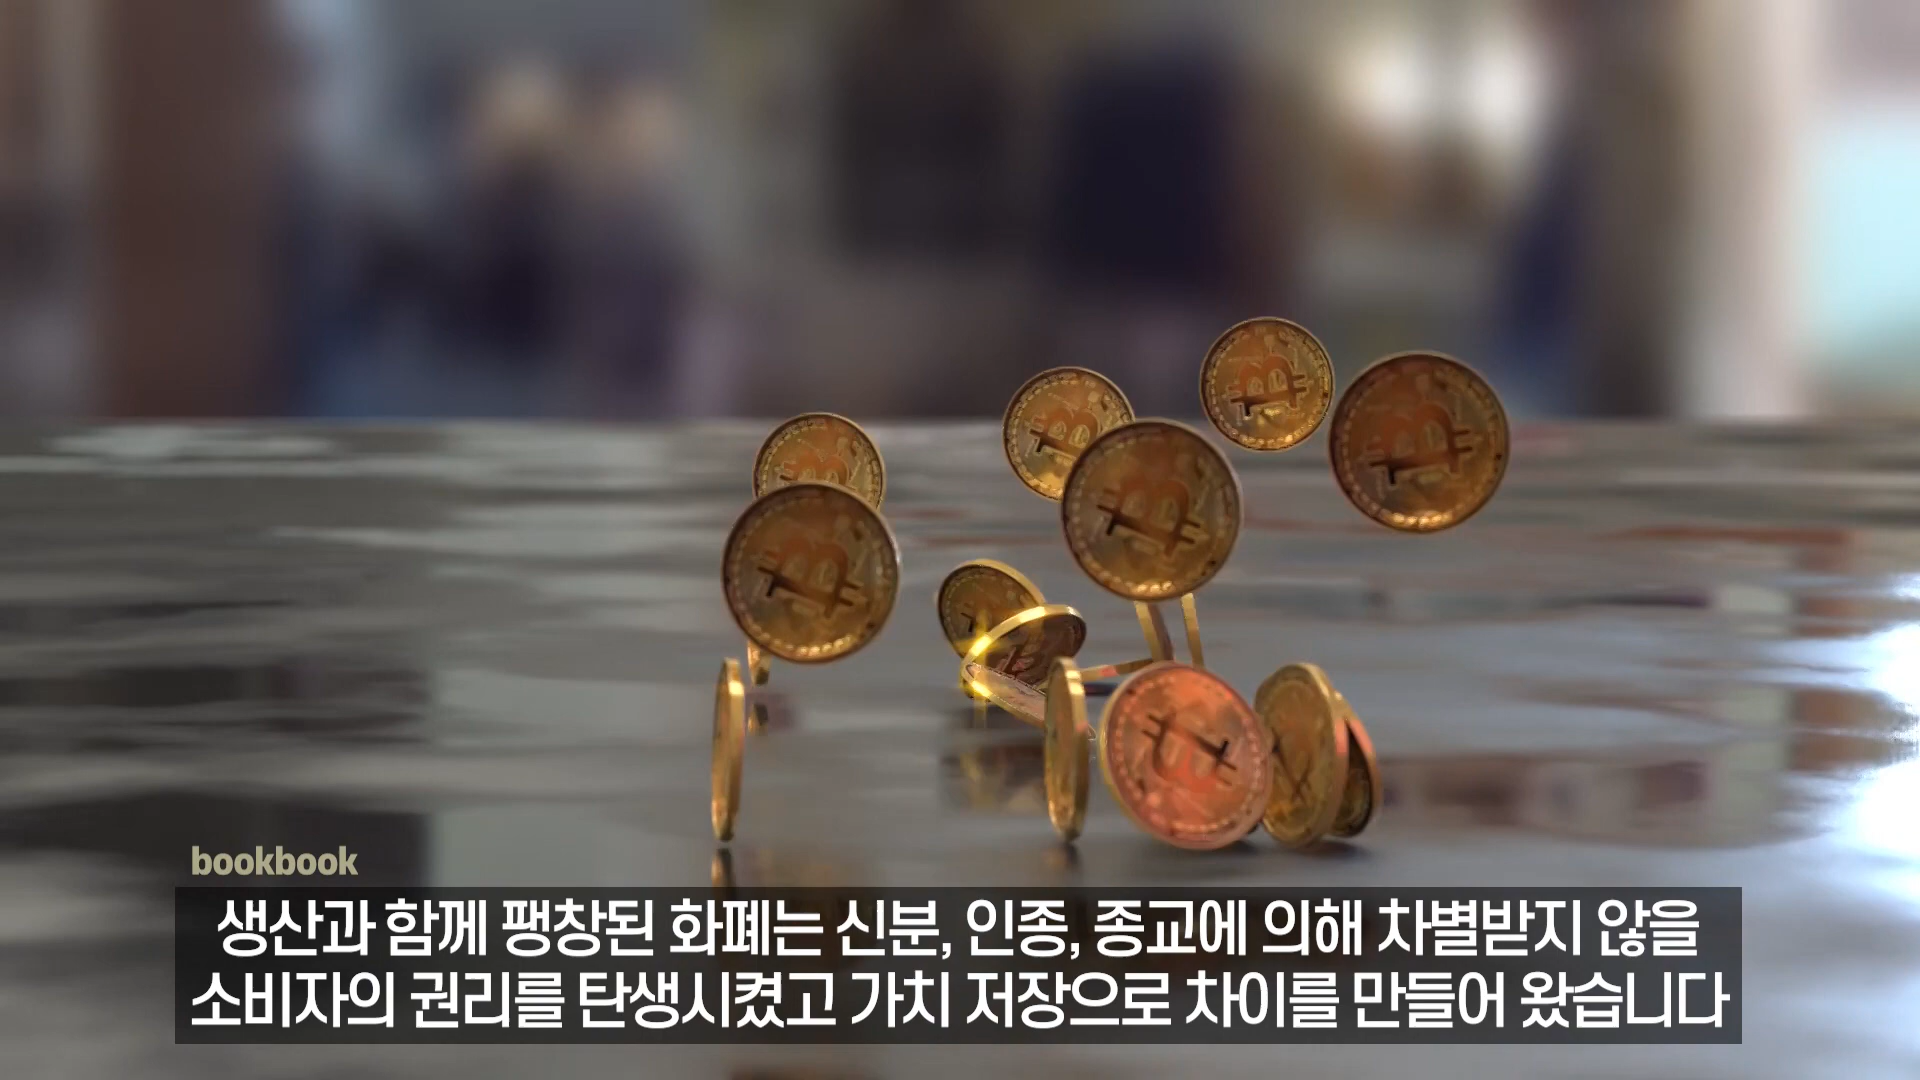 bookbook
생산과 함께 팽창된 화폐는 신분, 인종, 종교에 의해 차별받지 않을
소비자의 권리를 탄생시켰고 가치 저장으로 차이를 만들어 왔습니다